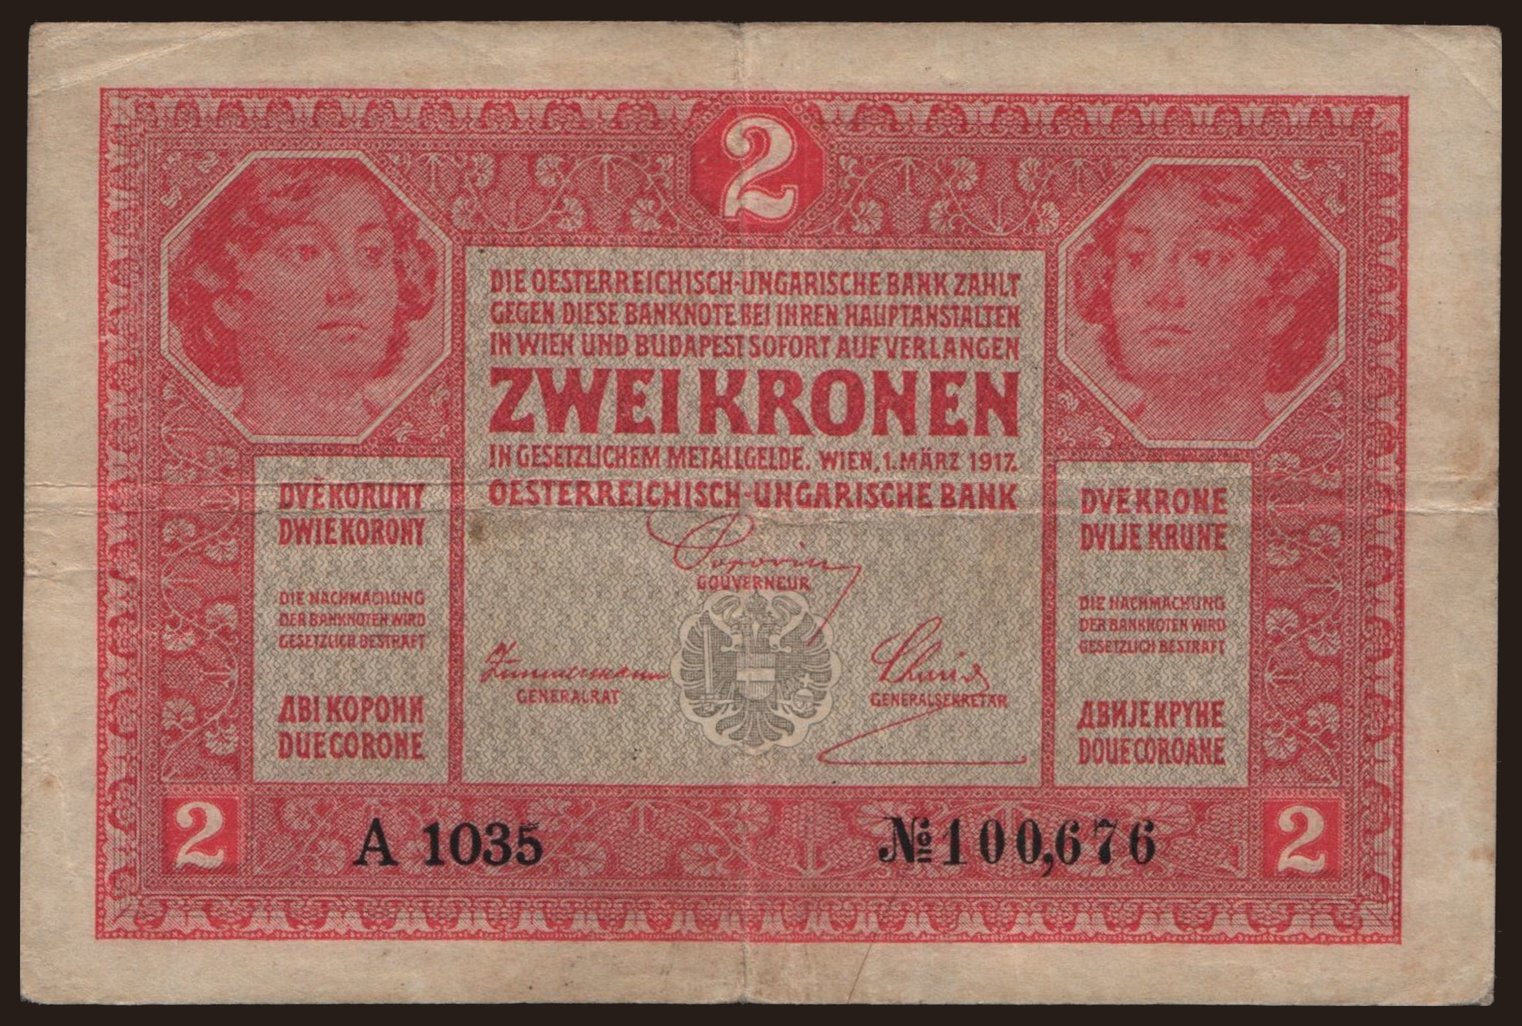 2
DIE OESTERREICHISCH-UNGARISCHE BANK ZAHLT
GEGEN DIESE BANKNOTE BEI IHREN HAUPTANSTALTEN
IN WIEN UND BUDAPEST SOFORT AUF VERLANGEN
ZWEI KRONEN
IN GESETZLICHEM METALLGELDE. WIEN, 1. MÄRZ 1917.
OESTERREICHISCH-UNGARISCHE BANK
Popovics
GOUVERNEUR
Zimmermann
GENERALRAT
GENERALSEKRETÄR
DVĚ KORUNY
DWIE KORONY
DIE NACHMACHUNG
DER BANKNOTEN WIRD
GESETZLICH BESTRAFT
ДВІ КОРОНИ
DUE CORONE
DVE KRONE
DVIJE KRUNE
DIE NACHMACHUNG
DER BANKNOTEN WIRD
GESETZLICH BESTRAFT
ДВИЈЕ КРУНЕ
DOUE COROANE
2
A 1035
№ 100,676
2